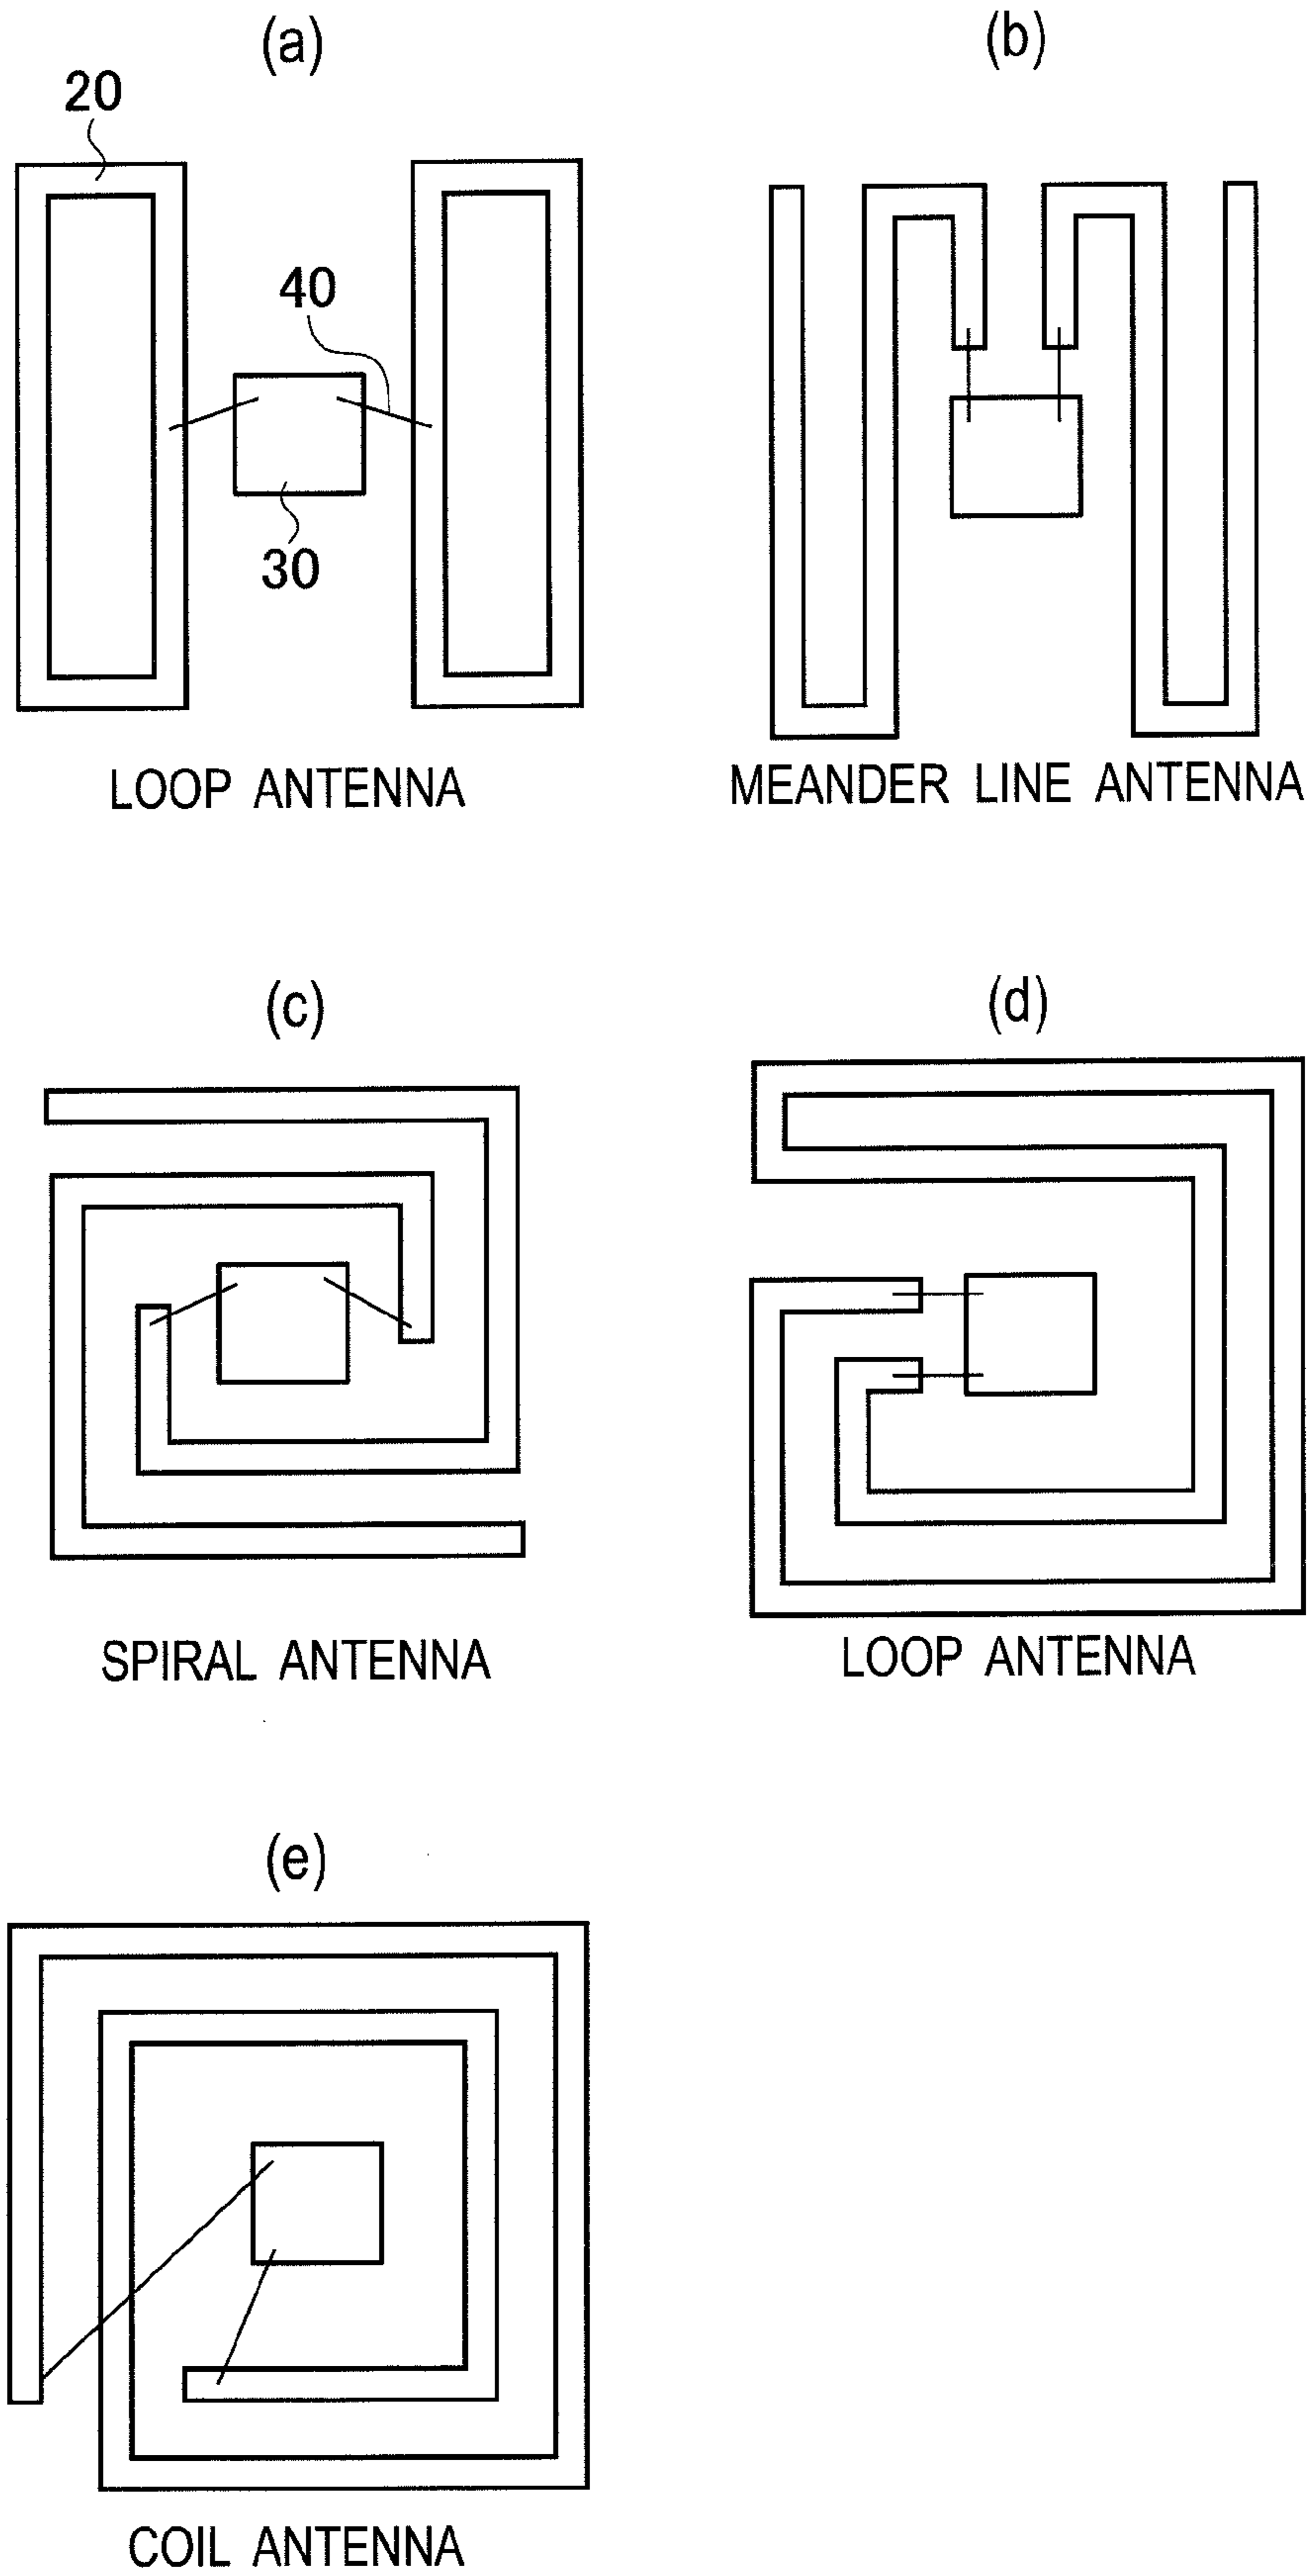 (a)
20
40
30
LOOP ANTENNA
(b)
MEANDER LINE ANTENNA
(c)
SPIRAL ANTENNA
(d)
LOOP ANTENNA
(e)
COIL ANTENNA